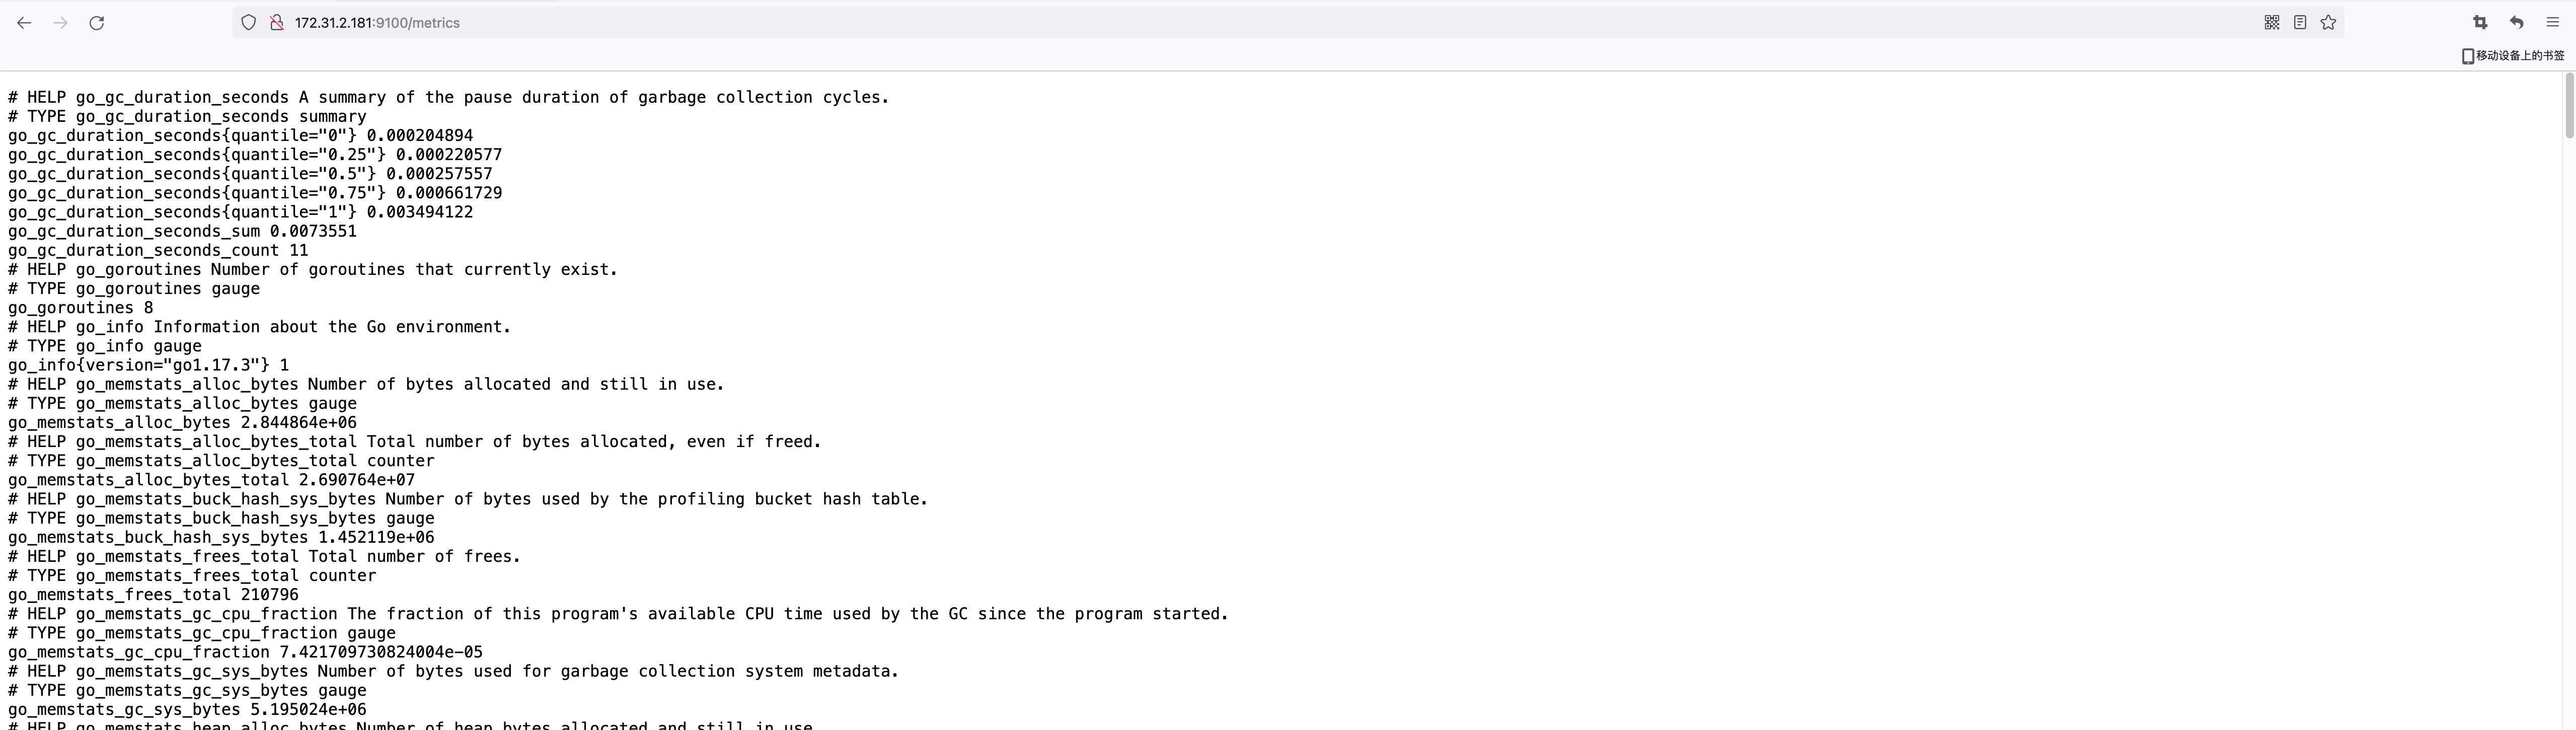 172.31.2.181:9100/metrics
移动设备上的书签
# HELP go_gc_duration_seconds A summary of the pause duration of garbage collection cycles.
# TYPE go_gc_duration_seconds summary
go_gc_duration_seconds{quantile="0"} 0.000204894
go_gc_duration_seconds{quantile="0.25"} 0.000220577
go_gc_duration_seconds{quantile="0.5"} 0.000257557
go_gc_duration_seconds{quantile="0.75"} 0.000661729
go_gc_duration_seconds{quantile="1"} 0.003494122
go_gc_duration_seconds_sum 0.0073551
go_gc_duration_seconds_count 11
# HELP go_goroutines Number of goroutines that currently exist.
# TYPE go_goroutines gauge
go_goroutines 8
# HELP go_info Information about the Go environment.
# TYPE go_info gauge
go_info{version="go1.17.3"} 1
# HELP go_memstats_alloc_bytes Number of bytes allocated and still in use.
# TYPE go_memstats_alloc_bytes gauge
go_memstats_alloc_bytes 2.844864e+06
# HELP go_memstats_alloc_bytes_total Total number of bytes allocated, even if freed.
# TYPE go_memstats_alloc_bytes_total counter
go_memstats_alloc_bytes_total 2.690764e+07
# HELP go_memstats_buck_hash_sys_bytes Number of bytes used by the profiling bucket hash table.
# TYPE go_memstats_buck_hash_sys_bytes gauge
go_memstats_buck_hash_sys_bytes 1.452119e+06
# HELP go_memstats_frees_total Total number of frees.
# TYPE go_memstats_frees_total counter
go_memstats_frees_total 210796
# HELP go_memstats_gc_cpu_fraction The fraction of this program's available CPU time used by the GC since the program started.
# TYPE go_memstats_gc_cpu_fraction gauge
go_memstats_gc_cpu_fraction 7.421709730824004e-05
# HELP go_memstats_gc_sys_bytes Number of bytes used for garbage collection system metadata.
# TYPE go_memstats_gc_sys_bytes gauge
go_memstats_gc_sys_bytes 5.195024e+06
# HELP go_memstats_heap_alloc_bytes Number of heap bytes allocated and still in use.